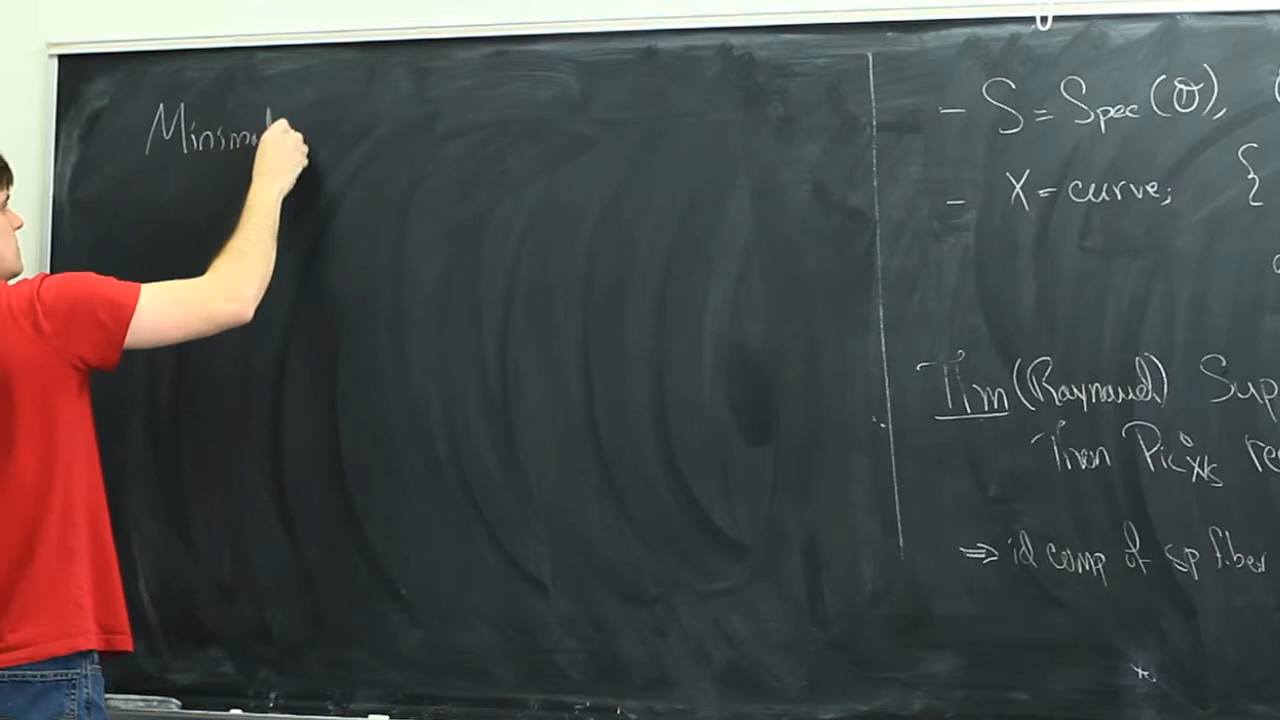 Minimal
- S = Spec(O),
- X = curve; {
Thm (Raynaud) Sup
Then Pic°X/S re
⇒ id comp of sp fiber